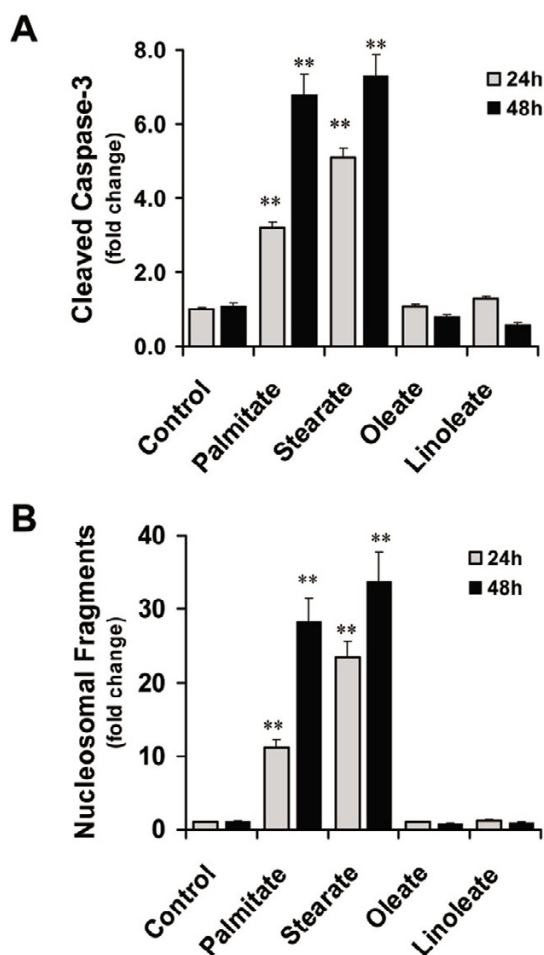 A
Cleaved Caspase-3
(fold change)
8.0
6.0
4.0
2.0
0.0
**
**
**
**
24h
48h
Control
Palmitate
Stearate
Oleate
Linoleate
B
Nucleosomal Fragments
(fold change)
40
30
20
10
0
**
**
**
**
24h
48h
Control
Palmitate
Stearate
Oleate
Linoleate